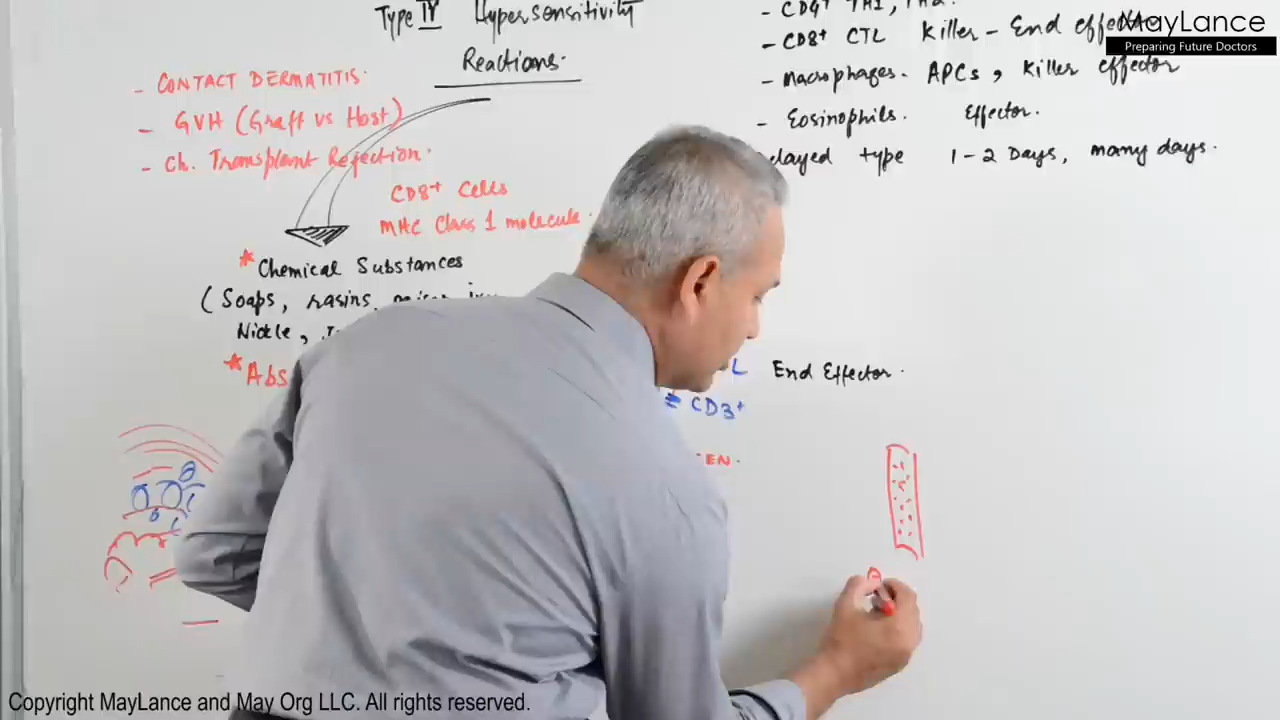 Type IV Hypersensitivity
Reactions.
- CONTACT DERMATITIS.
- GVH (Graft vs Host)
- Ch. Transplant Rejection.
CD8+ Cells
MHC Class 1 molecule.
* Chemical Substances
(Soaps, rasins,
Nickle,
* Abs
- CD4+ TH1,
- CD8+ CTL Killer - End effector
- Macrophages. APCs, Killer effector
- Eosinophils. Effector.
elayed type 1-2 Days, many days.
L End Effector.
CD3+
EN.
MayLance
Preparing Future Doctors
Copyright MayLance and May Org LLC. All rights reserved.